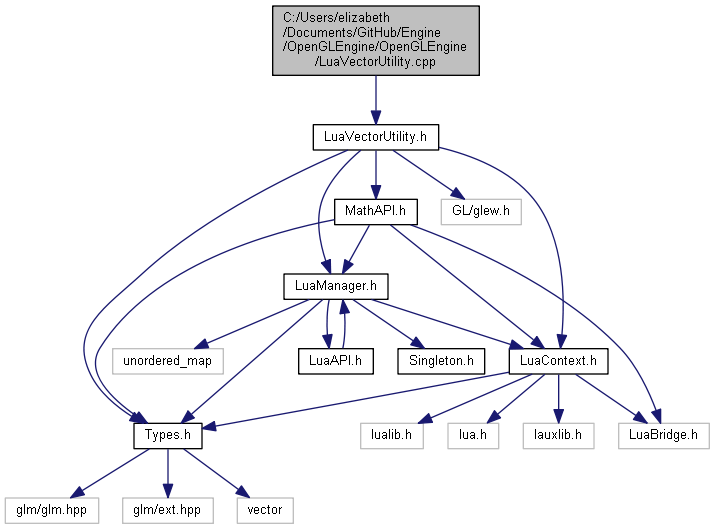 C:/Users/elizabeth
/Documents/GitHub/Engine
/OpenGLEngine/OpenGLEngine
/LuaVectorUtility.cpp
LuaVectorUtility.h
MathAPI.h
GL/glew.h
LuaManager.h
unordered_map
LuaAPI.h
Singleton.h
LuaContext.h
Types.h
lualib.h
lua.h
lauxlib.h
LuaBridge.h
glm/glm.hpp
glm/ext.hpp
vector